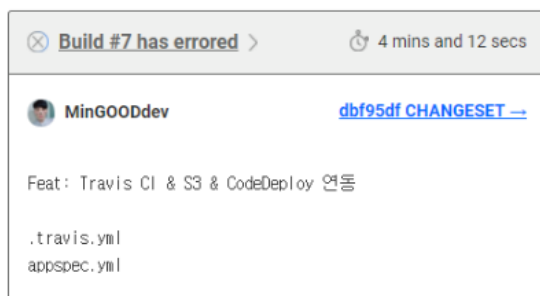 Build #7 has errored
4 mins and 12 secs
MinGOODdev
dbf95df CHANGESET →
Feat: Travis CI & S3 & CodeDeploy 연동
.travis.yml
appspec.yml